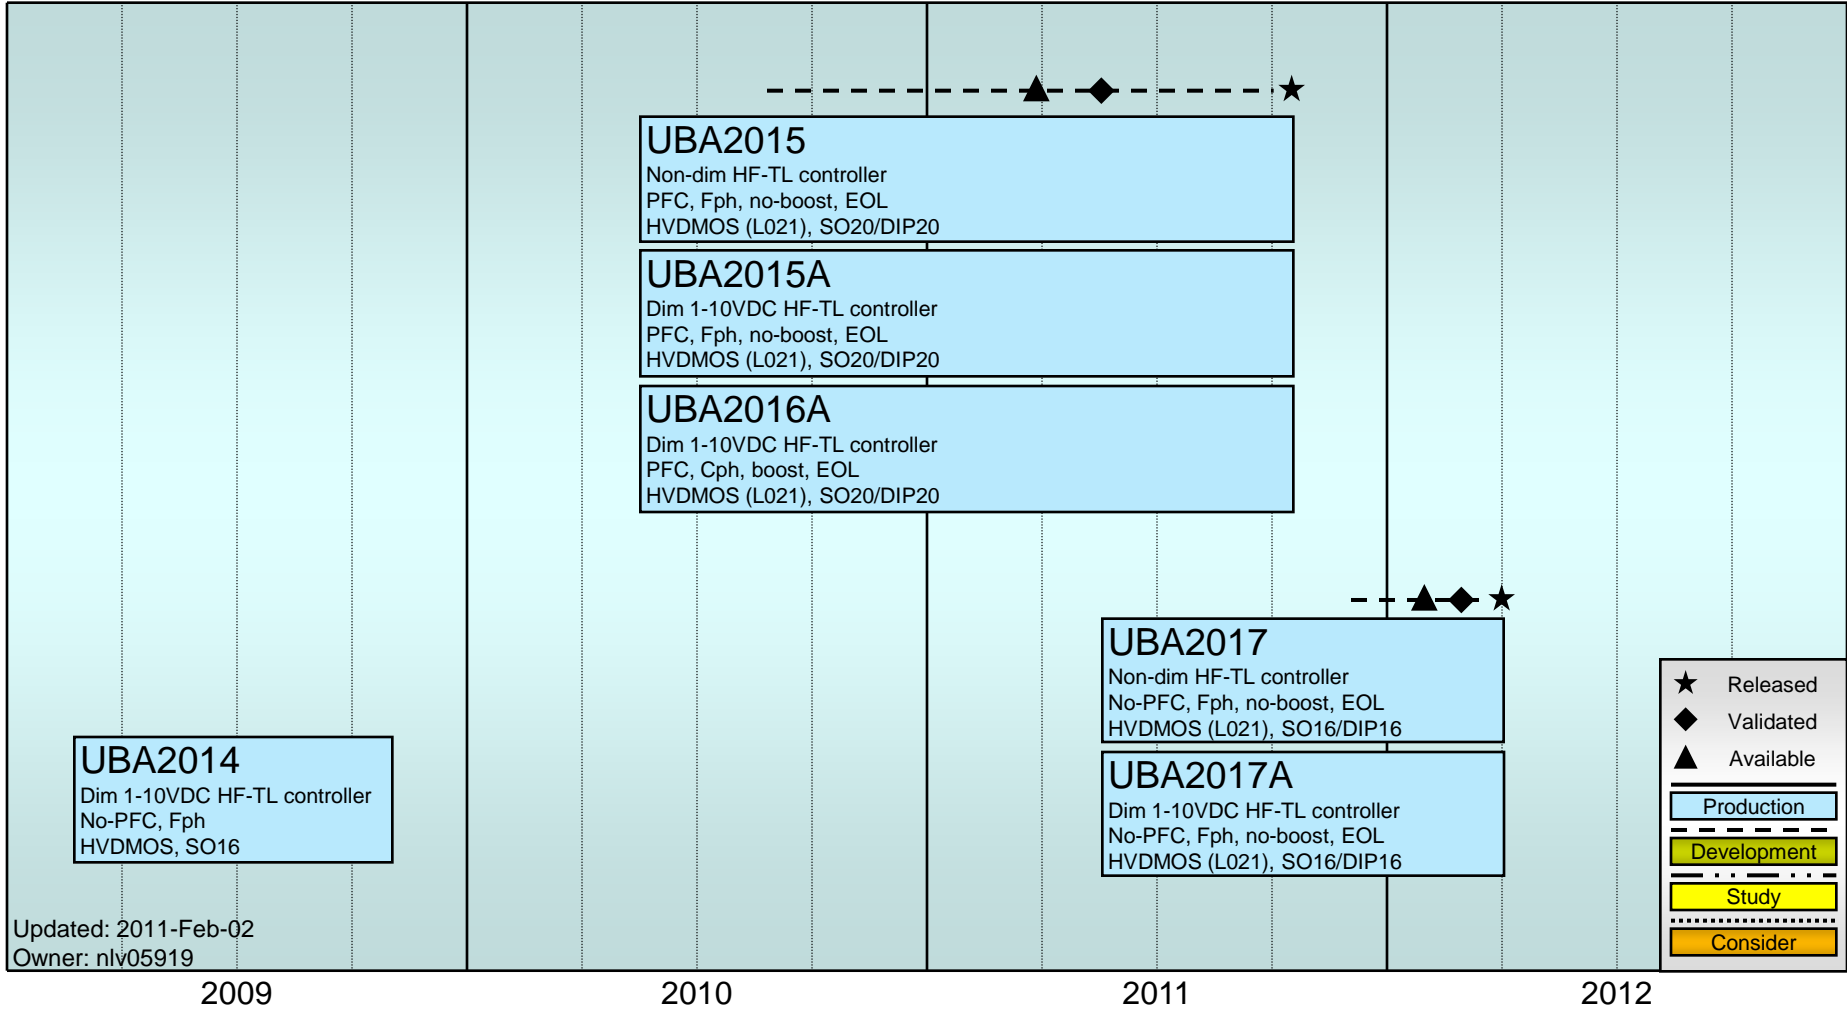 UBA2015
Non-dim HF-TL controller
PFC, Fph, no-boost, EOL
HVDMOS (L021), SO20/DIP20
UBA2015A
Dim 1-10VDC HF-TL controller
PFC, Fph, no-boost, EOL
HVDMOS (L021), SO20/DIP20
UBA2016A
Dim 1-10VDC HF-TL controller
PFC, Cph, boost, EOL
HVDMOS (L021), SO20/DIP20
UBA2017
Non-dim HF-TL controller
No-PFC, Fph, no-boost, EOL
HVDMOS (L021), SO16/DIP16
UBA2017A
Dim 1-10VDC HF-TL controller
No-PFC, Fph, no-boost, EOL
HVDMOS (L021), SO16/DIP16
UBA2014
Dim 1-10VDC HF-TL controller
No-PFC, Fph
HVDMOS, SO16
Released
Validated
Available
Production
Development
Study
Consider
Updated: 2011-Feb-02
Owner: nlv05919
2009
2010
2011
2012